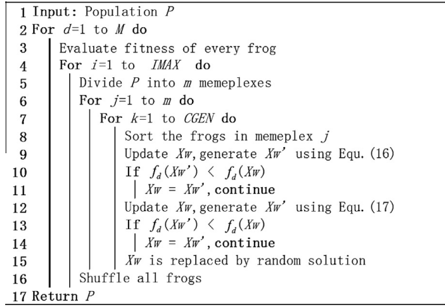 1 Input: Population P
2 For d=1 to M do
3 Evaluate fitness of every frog
4 For i=1 to IMAX do
5 Divide P into m memeplexes
6 For j=1 to m do
7 For k=1 to CGEN do
8 Sort the frogs in memeplex j
9 Update Xw, generate Xw' using Equ. (16)
10 If fd(Xw') < fd(Xw)
11 Xw = Xw', continue
12 Update Xw, generate Xw' using Equ. (17)
13 If fd(Xw') < fd(Xw)
14 Xw = Xw', continue
15 Xw is replaced by random solution
16 Shuffle all frogs
17 Return P